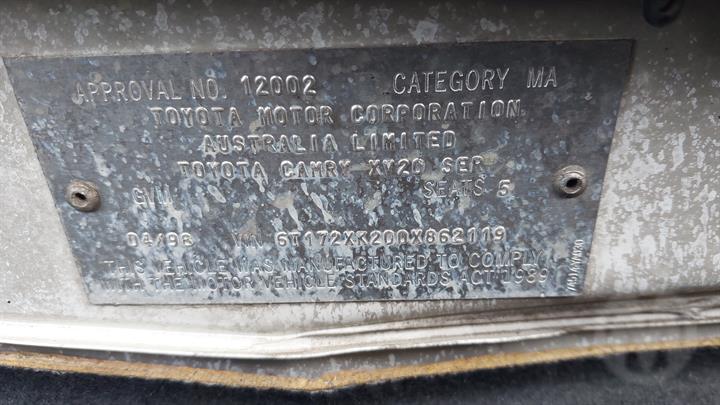 APPROVAL NO. 12002 CATEGORY MA
TOYOTA MOTOR CORPORATION
AUSTRALIA LIMITED
TOYOTA CAMRY XV20 SER
GVM SEATS 5
04/98 VIN 6T172XK200X862119
THIS VEHICLE WAS MANUFACTURED TO COMPLY
WITH THE MOTOR VEHICLE STANDARDS ACT 1989